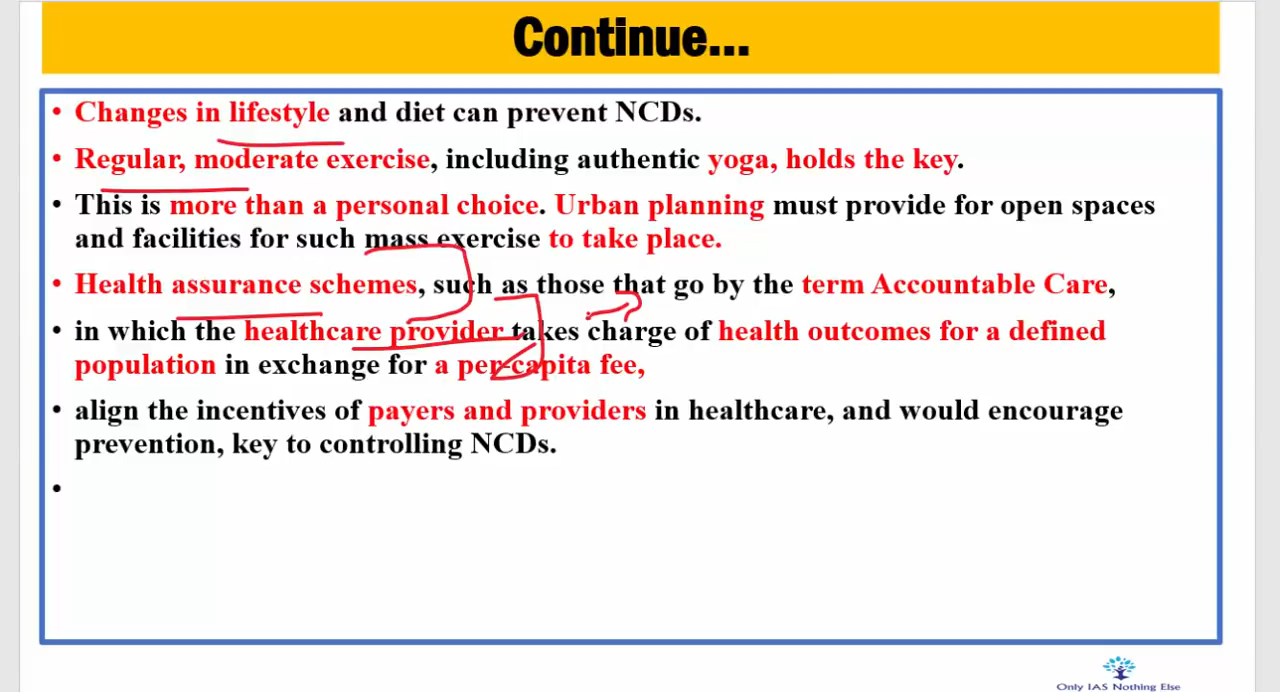 Continue...
• Changes in lifestyle and diet can prevent NCDs.
• Regular, moderate exercise, including authentic yoga, holds the key.
• This is more than a personal choice. Urban planning must provide for open spaces
and facilities for such mass exercise to take place.
• Health assurance schemes, such as those that go by the term Accountable Care,
• in which the healthcare provider takes charge of health outcomes for a defined
population in exchange for a per-capita fee,
• align the incentives of payers and providers in healthcare, and would encourage
prevention, key to controlling NCDs.
•
Only IAS Nothing Else